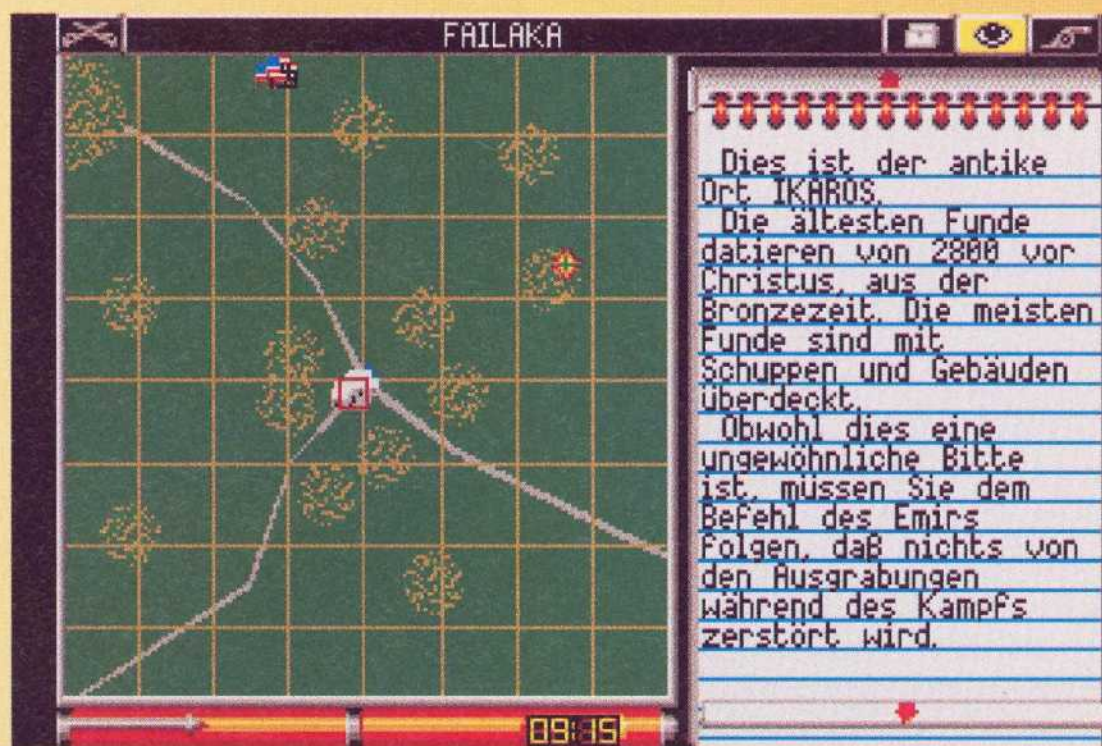 FAILAKA
Dies ist der antike
Ort IKAROS.
Die ältesten Funde
datieren von 2800 vor
Christus, aus der
Bronzezeit. Die meisten
Funde sind mit
Schuppen und Gebäuden
überdeckt.
Obwohl dies eine
ungewöhnliche Bitte
ist, müssen Sie dem
Befehl des Emirs
folgen, daß nichts von
den Ausgrabungen
während des Kampfs
zerstört wird.
09:15